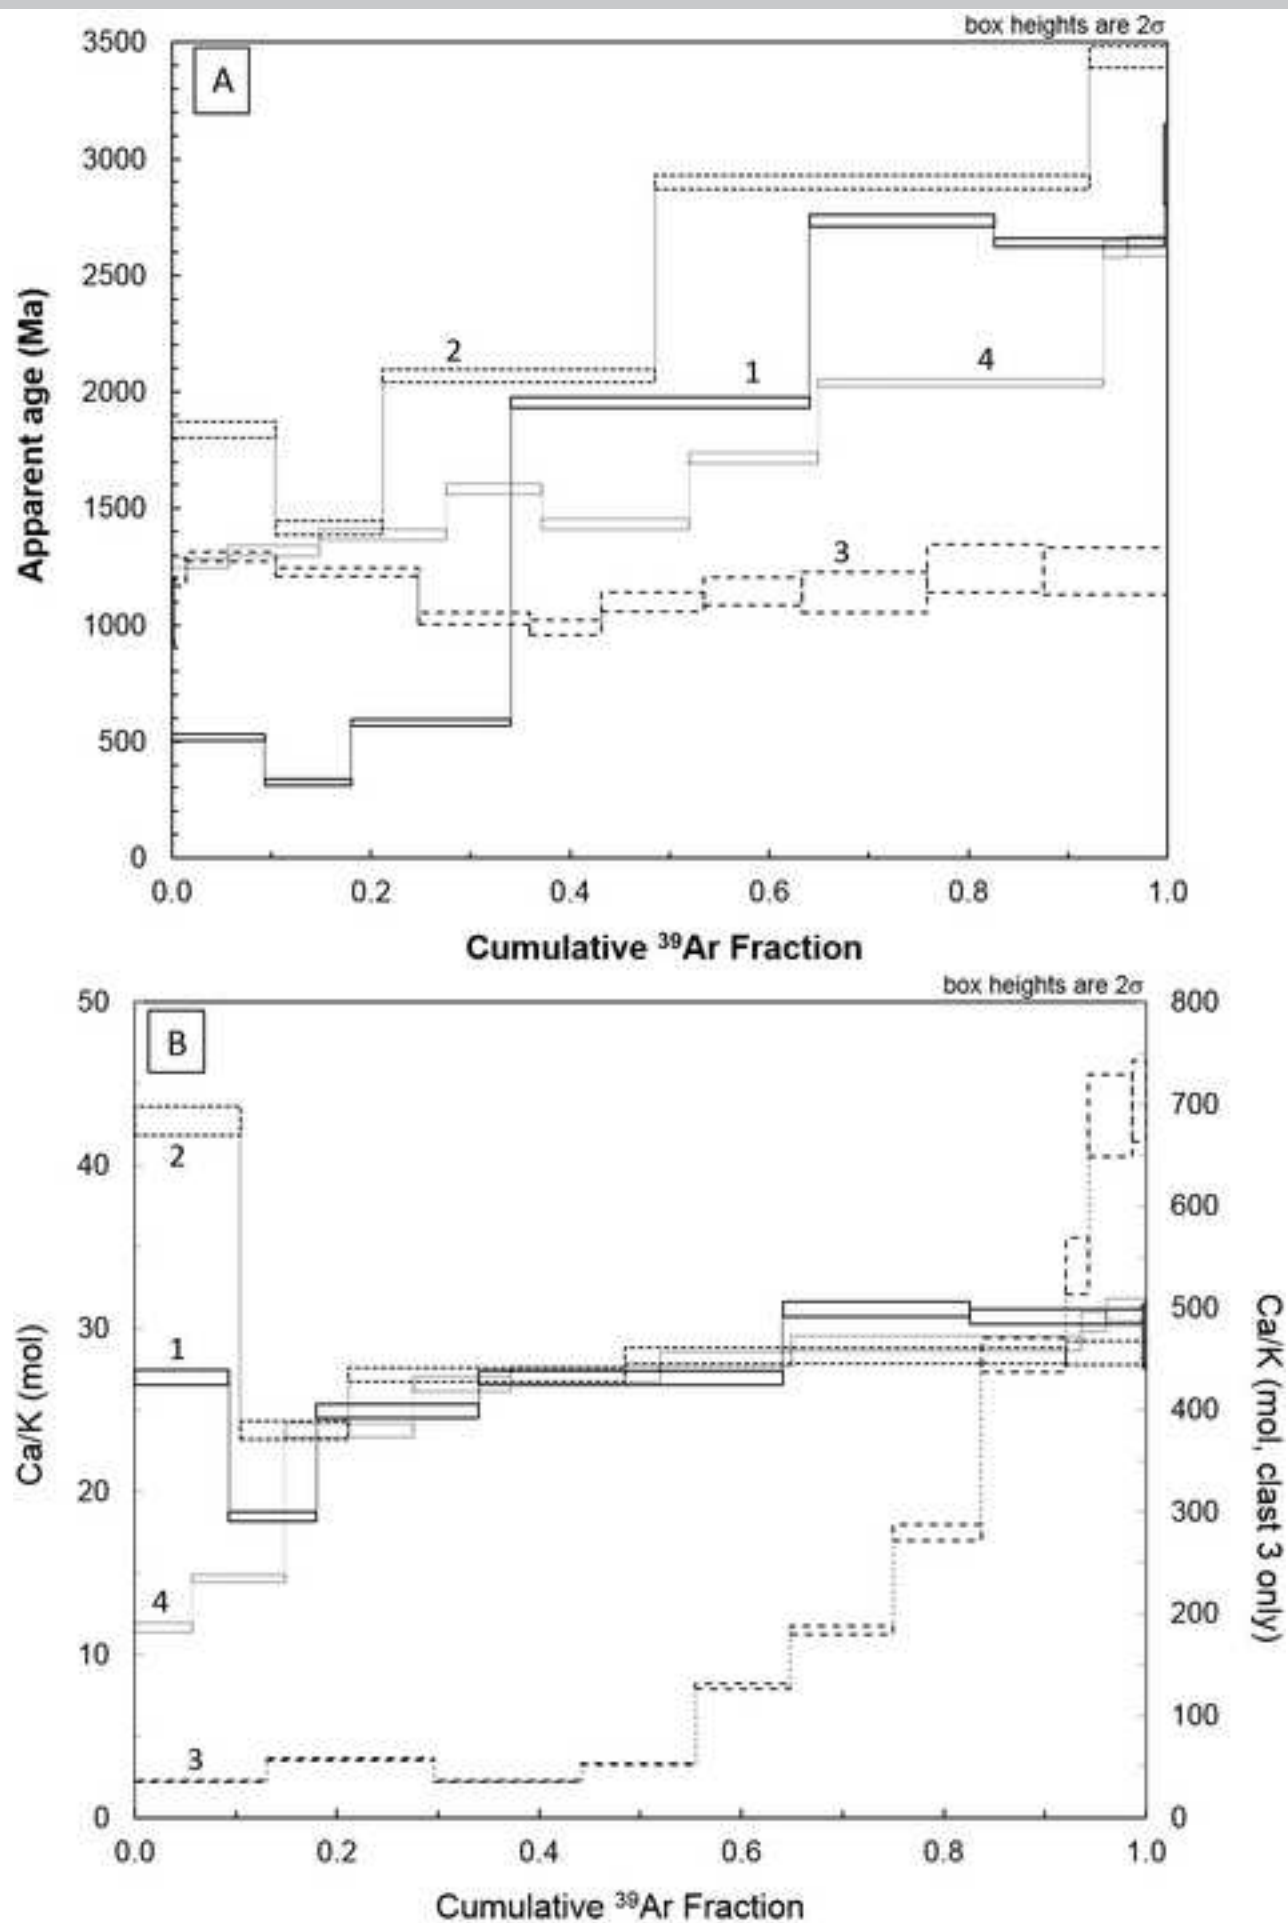 box heights are 2σ
A
3500
3000
2500
2000
1500
1000
500
0
Apparent age (Ma)
2
1
4
3
0.0 0.2 0.4 0.6 0.8 1.0
Cumulative ³⁹Ar Fraction
box heights are 2σ
B
50
40
30
20
10
0
Ca/K (mol)
2
1
4
3
800
700
600
500
400
300
200
100
0
Ca/K (mol, clast 3 only)
0.0 0.2 0.4 0.6 0.8 1.0
Cumulative ³⁹Ar Fraction